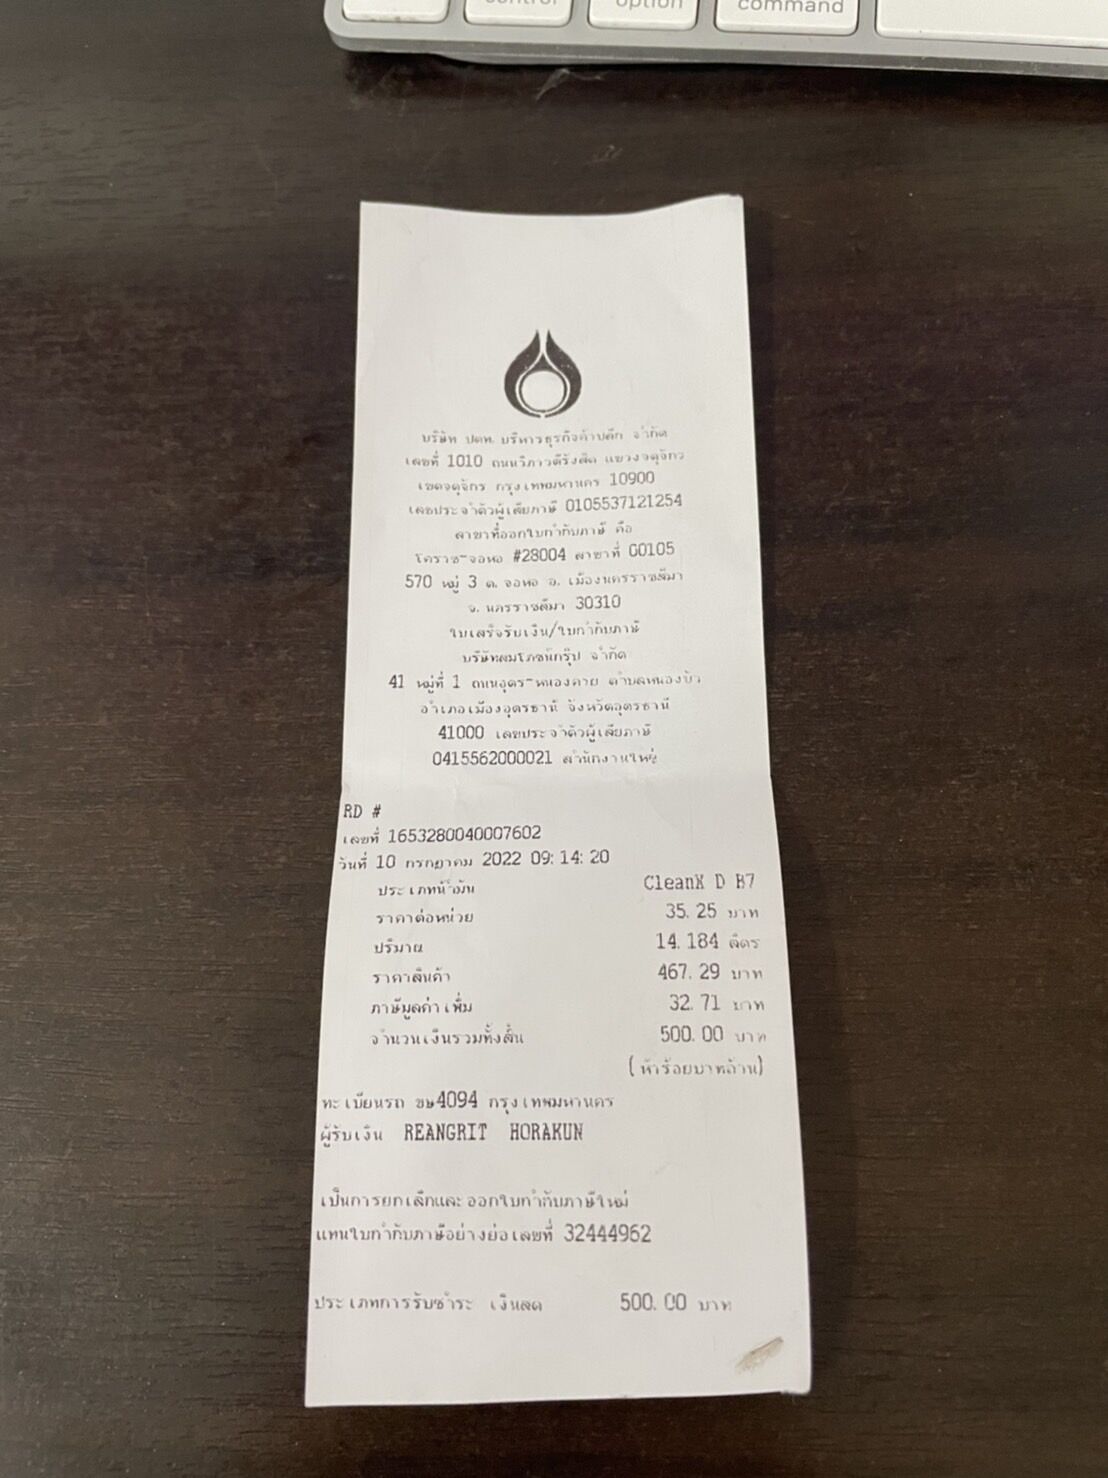 control
option
command
บริษัท ปตท. บริหารธุรกิจค้าปลีก จำกัด
เลขที่ 1010 ถนนวิภาวดีรังสิต แขวงจตุจักร
เขตจตุจักร กรุงเทพมหานคร 10900
เลขประจำตัวผู้เสียภาษี 0105537121254
สาขาที่ออกใบกำกับภาษี คือ
โคราช-จอหอ #28004 สาขาที่ 00105
570 หมู่ 3 ต. จอหอ อ. เมืองนครราชสีมา
จ. นครราชสีมา 30310
ใบเสร็จรับเงิน/ใบกำกับภาษี
บริษัทผมโภชน์กรุ๊ป จำกัด
41 หมู่ที่ 1 ถนนอุดร-หนองคาย ตำบลหนองบัว
อำเภอเมืองอุดรธานี จังหวัดอุดรธานี
41000 เลขประจำตัวผู้เสียภาษี
0415562000021 สำนักงานใหญ่
RD #
เลขที่ 1653280040007602
วันที่ 10 กรกฎาคม 2022 09:14:20
ประเภทน้ำมัน CleanX D B7
ราคาต่อหน่วย 35.25 บาท
ปริมาณ 14.184 ลิตร
ราคาสินค้า 467.29 บาท
ภาษีมูลค่าเพิ่ม 32.71 บาท
จำนวนเงินรวมทั้งสิ้น 500.00 บาท
(ห้าร้อยบาทถ้วน)
ทะเบียนรถ ขษ4094 กรุงเทพมหานคร
ผู้รับเงิน REANGRIT HORAKUN
เป็นการยกเลิกและออกใบกำกับภาษีใหม่
แทนใบกำกับภาษีอย่างย่อเลขที่ 32444962
ประเภทการรับชำระ เงินสด 500.00 บาท